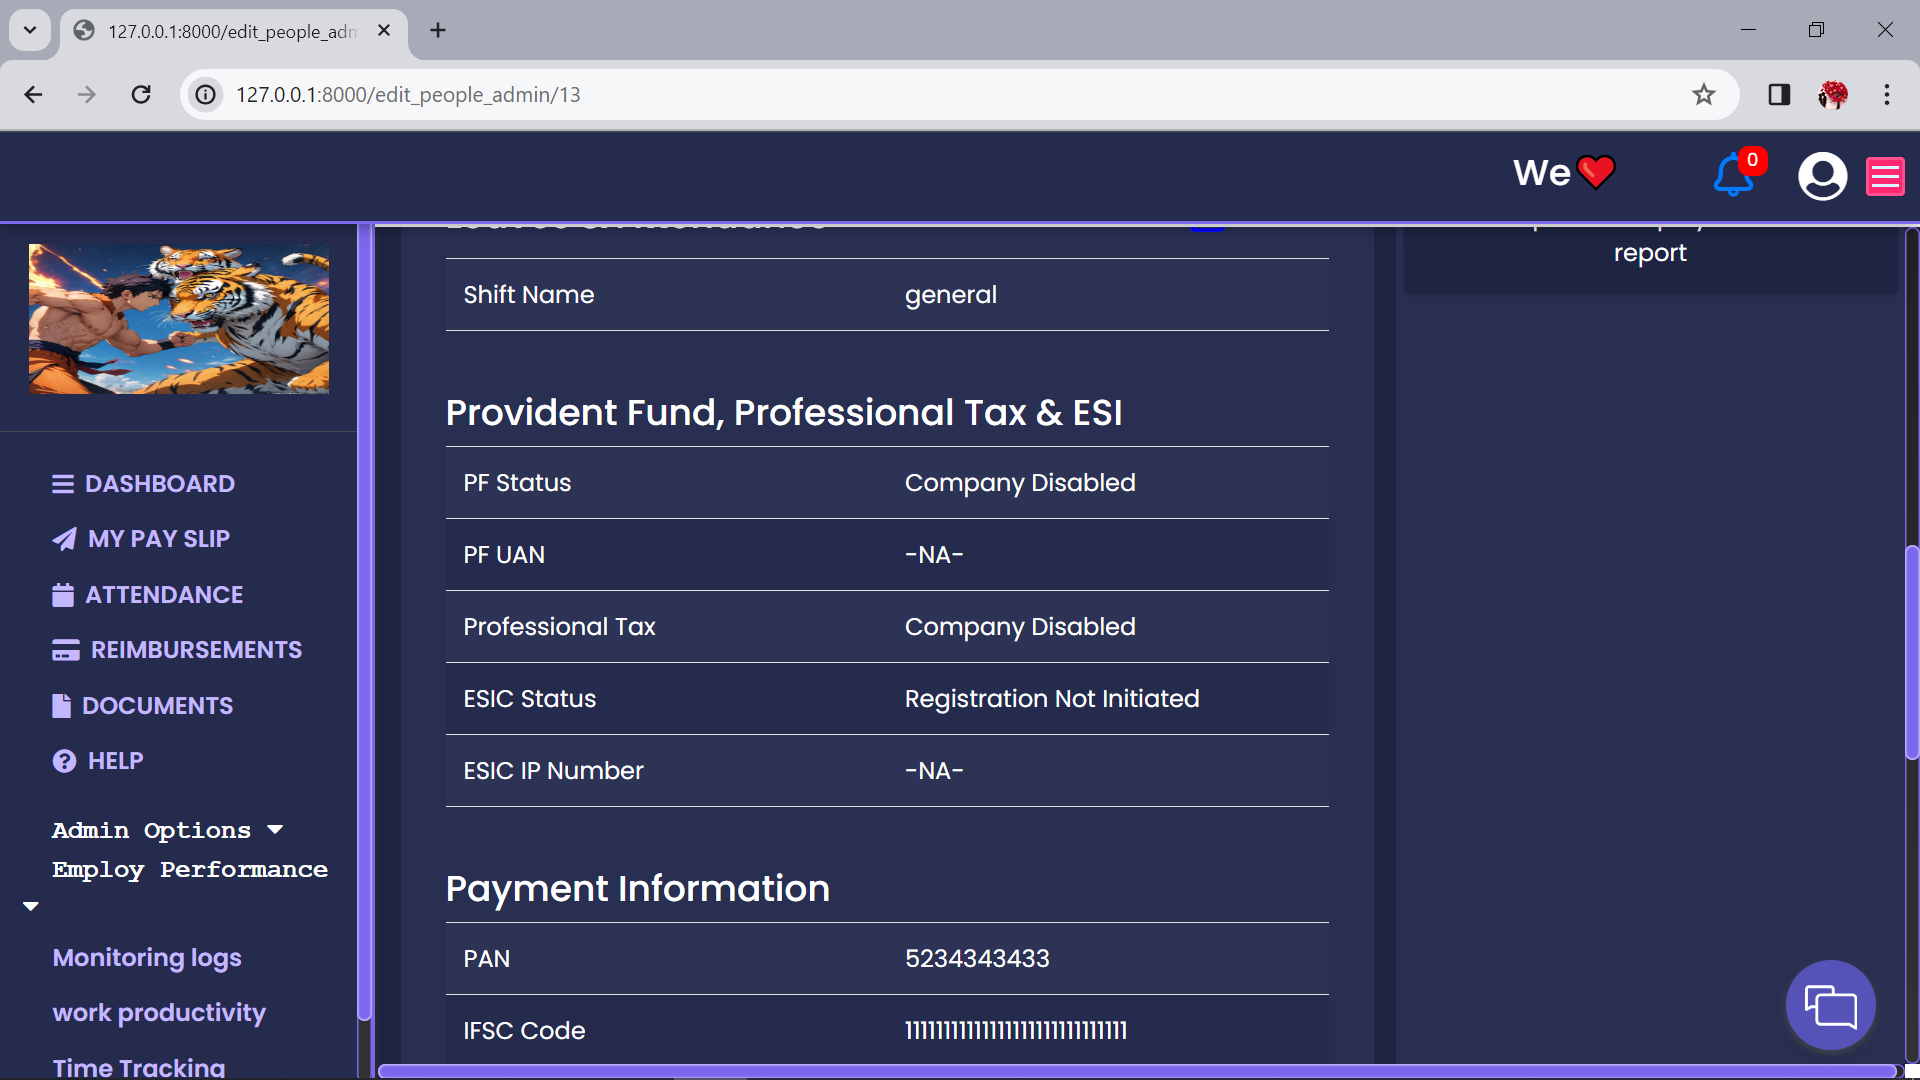 127.0.0.1:8000/edit_people_adm
127.0.0.1:8000/edit_people_admin/13
We
0
report
Shift Name general
Provident Fund, Professional Tax & ESI
PF Status Company Disabled
PF UAN -NA-
Professional Tax Company Disabled
ESIC Status Registration Not Initiated
ESIC IP Number -NA-
Payment Information
PAN 5234343433
IFSC Code
DASHBOARD
MY PAY SLIP
ATTENDANCE
REIMBURSEMENTS
DOCUMENTS
HELP
Admin Options
Employ Performance
Monitoring logs
work productivity
Time Tracking